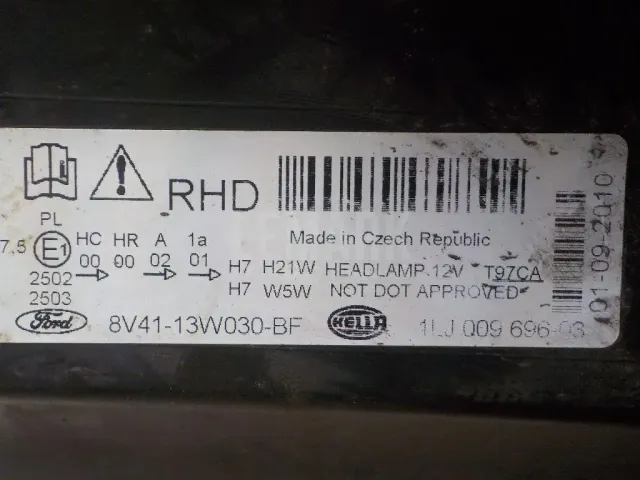 RHD
PL
7,5 E1 HC HR A 1a
00 00 02 01
2502
2503
Made in Czech Republic
H7 H21W HEADLAMP 12V T97CA
H7 W5W NOT DOT APPROVED
Ford 8V41-13W030-BF HELLA 1LJ 009 696-03
01-09-2010